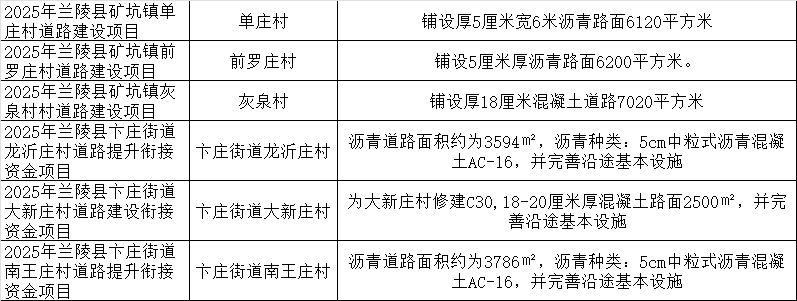 2025年兰陵县矿坑镇单
庄村道路建设项目
单庄村
铺设厚5厘米宽6米沥青路面6120平方米
2025年兰陵县矿坑镇前
罗庄村道路建设项目
前罗庄村
铺设5厘米厚沥青路面6200平方米。
2025年兰陵县矿坑镇灰
泉村村道路建设项目
灰泉村
铺设厚18厘米混凝土道路7020平方米
2025年兰陵县卞庄街道
龙沂庄村道路提升衔接
资金项目
卞庄街道龙沂庄村
沥青道路面积约为3594㎡，沥青种类：5cm中粒式沥青混凝
土AC-16，并完善沿途基本设施
2025年兰陵县卞庄街道
大新庄村道路建设衔接
资金项目
卞庄街道大新庄村
为大新庄村修建C30,18-20厘米厚混凝土路面2500㎡，并完
善沿途基本设施
2025年兰陵县卞庄街道
南王庄村道路提升衔接
资金项目
卞庄街道南王庄村
沥青道路面积约为3786㎡，沥青种类：5cm中粒式沥青混凝
土AC-16，并完善沿途基本设施